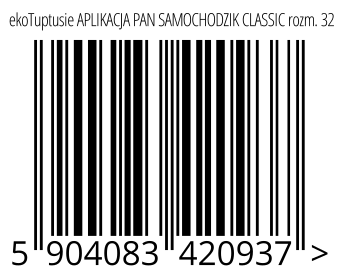 ekoTuptusie APLIKACJA PAN SAMOCHODZIK CLASSIC rozm. 32
5 904083 420937 >